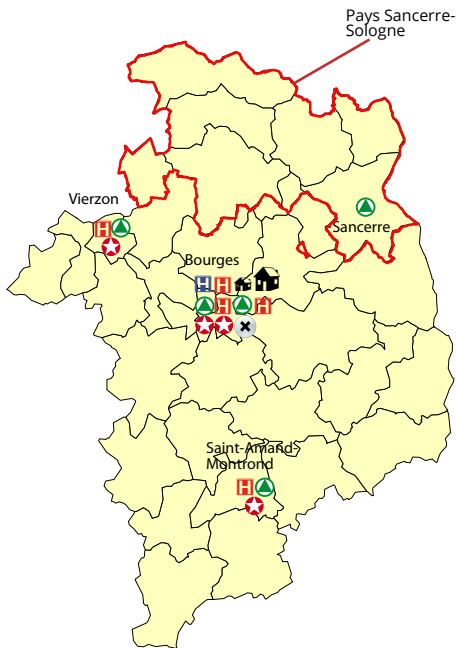 Pays Sancerre-
Sologne
Vierzon
Sancerre
Bourges
H
H H
H H
Saint-Amand-
Montrond
H